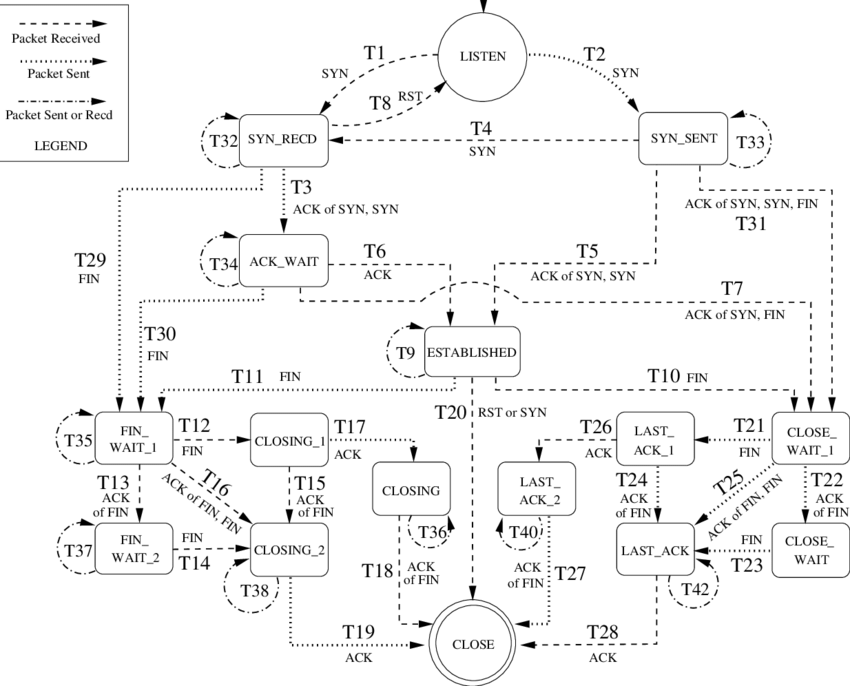 Packet Received
Packet Sent
Packet Sent or Recd
LEGEND
LISTEN
T1
SYN
T2
SYN
T8 RST
T32
SYN_RECD
T4
SYN
SYN_SENT
T33
T3
ACK of SYN, SYN
ACK of SYN, SYN, FIN
T31
T29
FIN
T34
ACK_WAIT
T6
ACK
T5
ACK of SYN, SYN
T7
ACK of SYN, FIN
T30
FIN
T9
ESTABLISHED
T11 FIN
T10 FIN
T20 RST or SYN
T35
FIN_
WAIT_1
T12
FIN
CLOSING_1
T17
ACK
T26
ACK
LAST_
ACK_1
T21
FIN
CLOSE_
WAIT_1
T13
ACK
of FIN
T16
ACK of FIN, FIN
T15
ACK
of FIN
CLOSING
LAST_
ACK_2
T24
ACK
of FIN
T25
ACK of FIN, FIN
T22
ACK
of FIN
T37
FIN_
WAIT_2
FIN
T14
CLOSING_2
T36
T40
LAST_ACK
FIN
T23
CLOSE_
WAIT
T38
T18
ACK
of FIN
ACK
of FIN
T27
T42
T19
ACK
CLOSE
T28
ACK